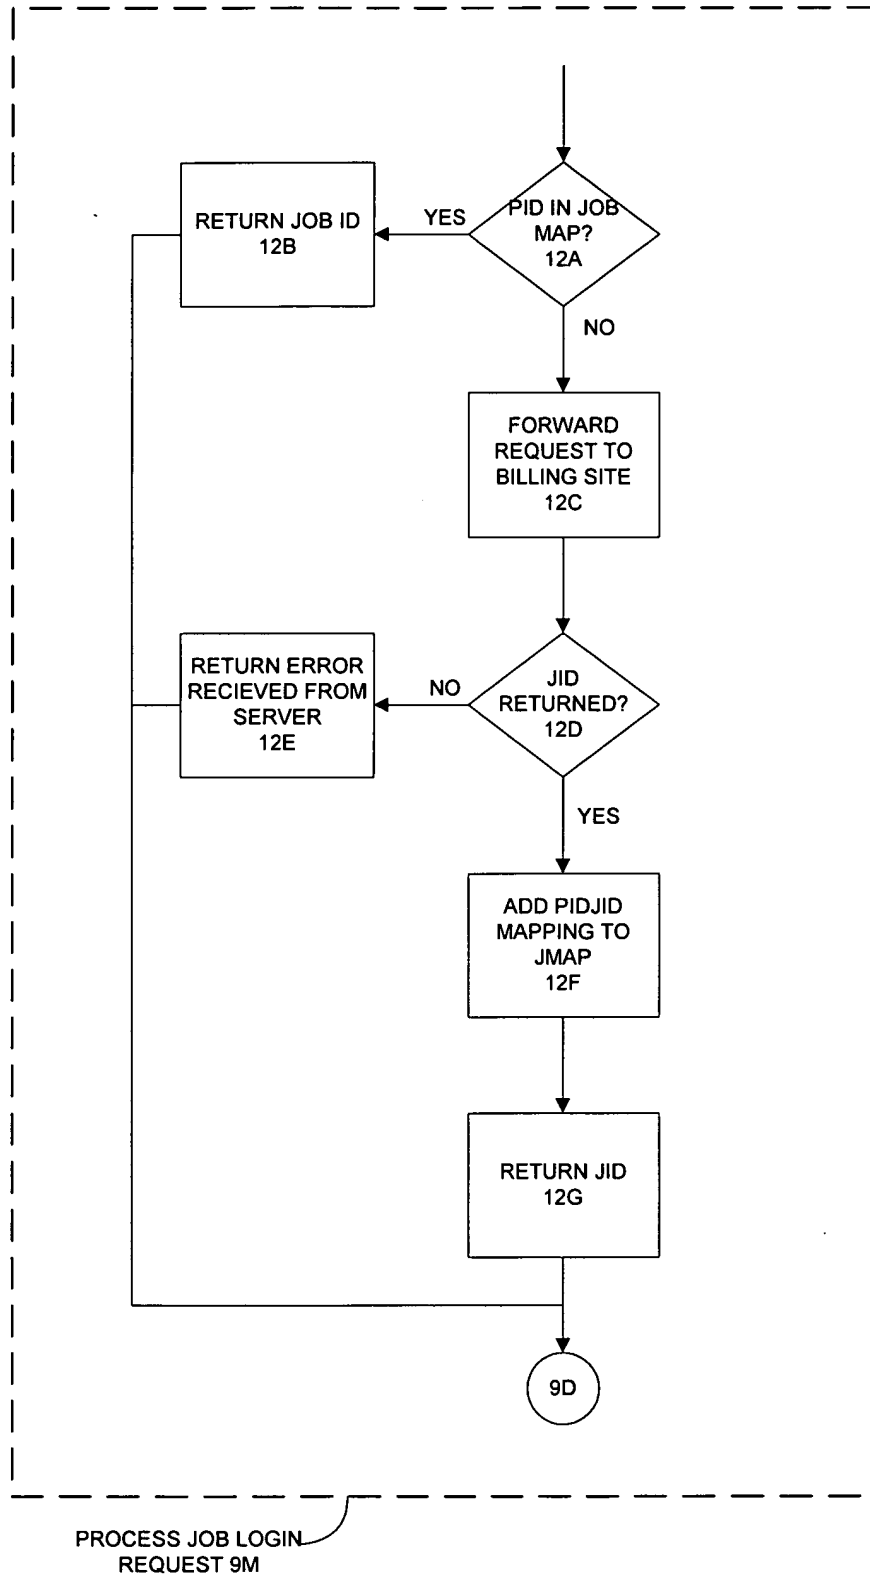 PID IN JOB
MAP?
12A
YES
RETURN JOB ID
12B
NO
FORWARD
REQUEST TO
BILLING SITE
12C
JID
RETURNED?
12D
NO
RETURN ERROR
RECIEVED FROM
SERVER
12E
YES
ADD PIDJID
MAPPING TO
JMAP
12F
RETURN JID
12G
9D
PROCESS JOB LOGIN
REQUEST 9M